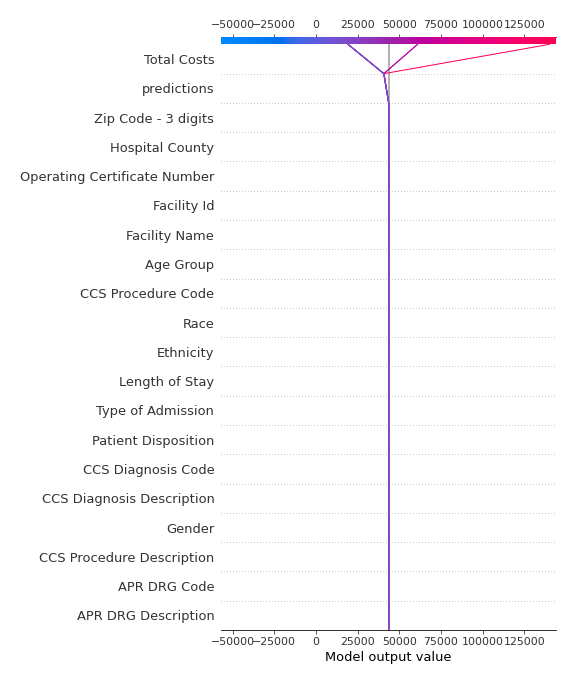 −50000 −25000 0 25000 50000 75000 100000 125000
Total Costs
predictions
Zip Code - 3 digits
Hospital County
Operating Certificate Number
Facility Id
Facility Name
Age Group
CCS Procedure Code
Race
Ethnicity
Length of Stay
Type of Admission
Patient Disposition
CCS Diagnosis Code
CCS Diagnosis Description
Gender
CCS Procedure Description
APR DRG Code
APR DRG Description
−50000 −25000 0 25000 50000 75000 100000 125000
Model output value